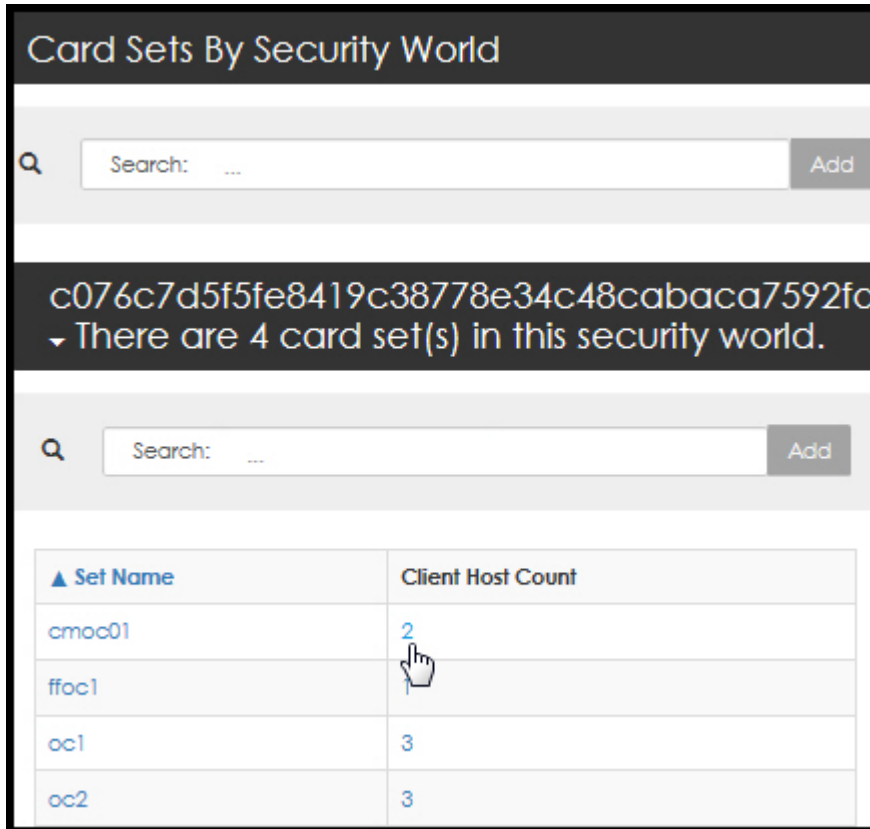 Card Sets By Security World
Search: ... Add
c076c7d5f5fe8419c38778e34c48cabaca7592fc
There are 4 card set(s) in this security world.
Search: ... Add
▲ Set Name Client Host Count
cmoc01 2
ffoc1 1
oc1 3
oc2 3